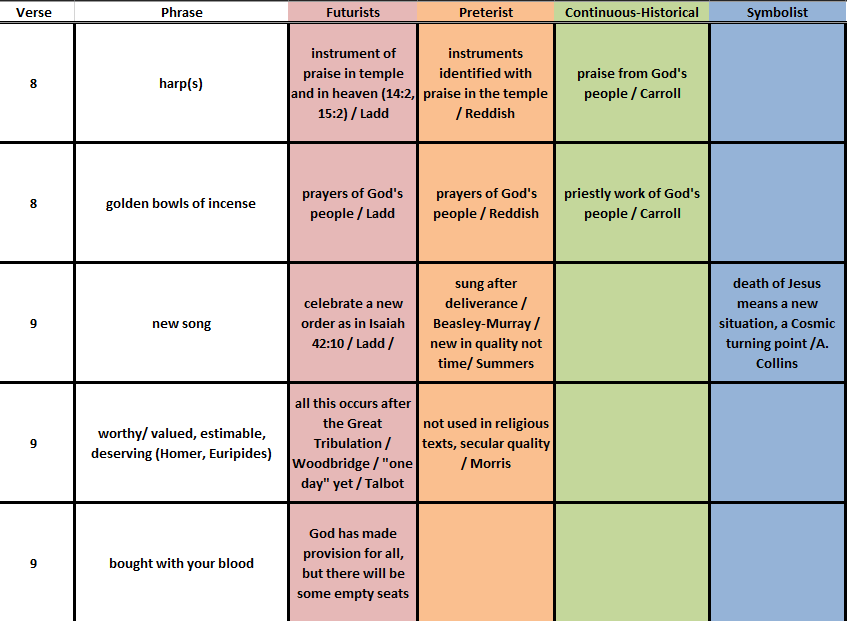 Verse Phrase Futurists Preterist Continuous-Historical Symbolist
8
harp(s)
instrument of
praise in temple
and in heaven (14:2,
15:2) / Ladd
instruments
identified with
praise in the temple
/ Reddish
praise from God's
people / Carroll
8
golden bowls of incense
prayers of God's
people / Ladd
prayers of God's
people / Reddish
priestly work of God's
people / Carroll
9
new song
celebrate a new
order as in Isaiah
42:10 / Ladd /
sung after
deliverance /
Beasley-Murray /
new in quality not
time/ Summers
death of Jesus
means a new
situation, a Cosmic
turning point /A.
Collins
9
worthy/ valued, estimable,
deserving (Homer, Euripides)
all this occurs after
the Great
Tribulation /
Woodbridge / "one
day" yet / Talbot
not used in religious
texts, secular quality
/ Morris
9
bought with your blood
God has made
provision for all,
but there will be
some empty seats